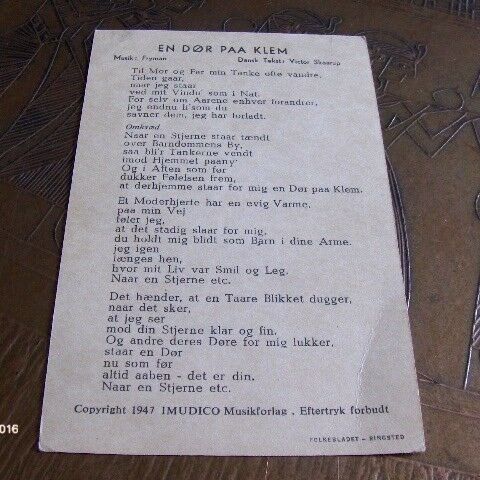 EN DØR PAA KLEM
Musik: Fryman Dansk Tekst: Victor Skaarup
Til Mor og Far min Tanke ofte vandre,
Tiden gaar,
naar jeg staar
ved mit Vindu' som i Nat.
For selv om Aarene enhver forandrer,
jeg endnu li'som du
savner dem, jeg har forladt.
Omkvæd
Naar en Stjerne staar tændt
over Barndommens By,
saa bli'r Tankerne vendt
imod Hjemmet paany
Og i Aften som før
dukker Følelsen frem,
at derhjemme staar for mig en Dør paa Klem.
Et Moderhjerte har en evig Varme,
paa min Vej
føler jeg,
at det stadig slaar for mig,
du holdt mig blidt som Barn i dine Arme.
jeg igen
længes hen,
hvor mit Liv var Smil og Leg.
Naar en Stjerne etc.
Det hænder, at en Taare Blikket dugger,
naar det sker,
at jeg ser
mod din Stjerne klar og fin.
Og andre deres Døre for mig lukker,
staar en Dør
nu som før
altid aaben - det er din.
Naar en Stjerne etc.
Copyright 1947 IMUDICO Musikforlag . Eftertryk forbudt
FOLKEBLADET - RINGSTED
016